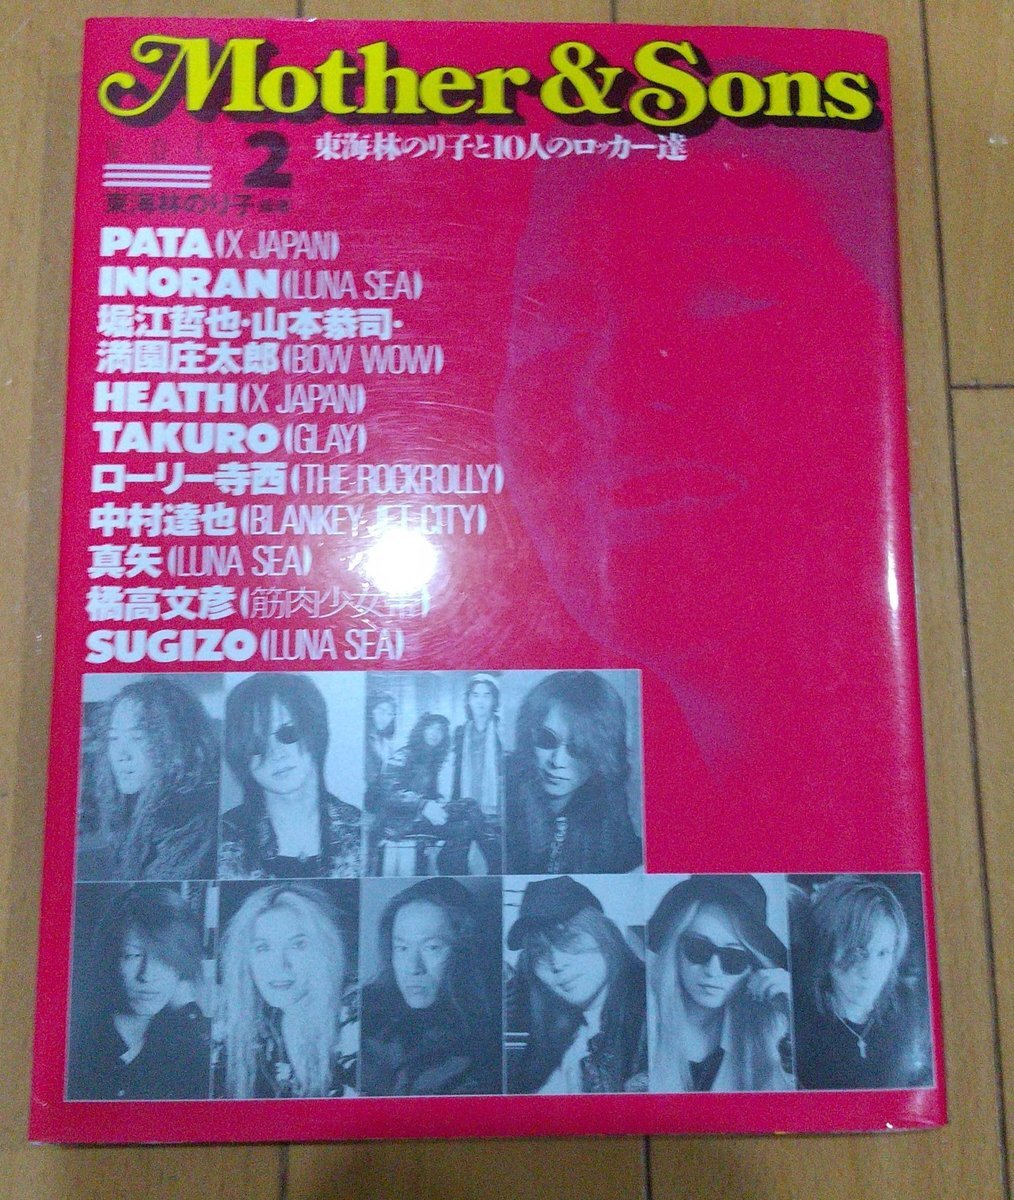 Mother & Sons
東海林のり子と10人のロッカー達
VOL 2
東海林のり子 編著
PATA (X JAPAN)
INORAN (LUNA SEA)
堀江哲也・山本恭司・
満園庄太郎 (BOW WOW)
HEATH (X JAPAN)
TAKURO (GLAY)
ローリー寺西 (THE ROCKROLLY)
中村達也 (BLANKEY JET CITY)
真矢 (LUNA SEA)
橘高文彦 (筋肉少女帯)
SUGIZO (LUNA SEA)